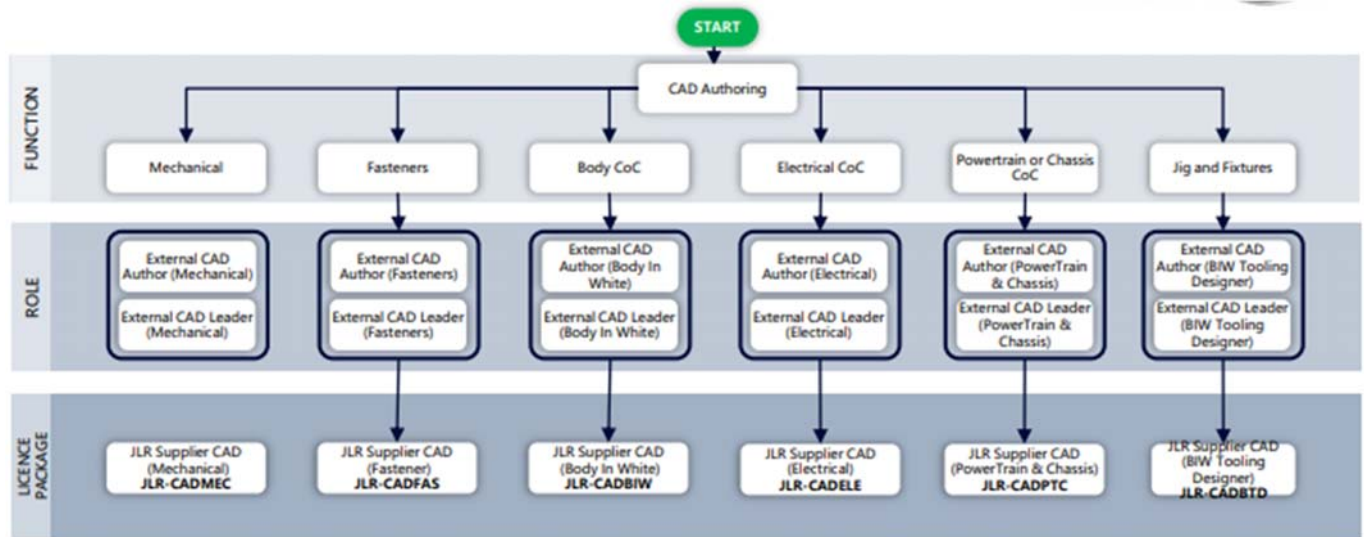 START
CAD Authoring
FUNCTION
Mechanical
Fasteners
Body CoC
Electrical CoC
Powertrain or Chassis
CoC
Jig and Fixtures
ROLE
External CAD
Author (Mechanical)
External CAD Leader
(Mechanical)
External CAD
Author (Fasteners)
External CAD Leader
(Fasteners)
External CAD
Author (Body In
White)
External CAD Leader
(Body In White)
External CAD
Author (Electrical)
External CAD Leader
(Electrical)
External CAD
Author (PowerTrain
& Chassis)
External CAD Leader
(PowerTrain &
Chassis)
External CAD
Author (BIW Tooling
Designer)
External CAD Leader
(BIW Tooling
Designer)
LICENCE
PACKAGE
JLR Supplier CAD
(Mechanical)
JLR-CADMEC
JLR Supplier CAD
(Fastener)
JLR-CADFAS
JLR Supplier CAD
(Body In White)
JLR-CADBIW
JLR Supplier CAD
(Electrical)
JLR-CADELE
JLR Supplier CAD
(PowerTrain & Chassis)
JLR-CADPTC
JLR Supplier CAD
(BIW Tooling
Designer)
JLR-CADBTD